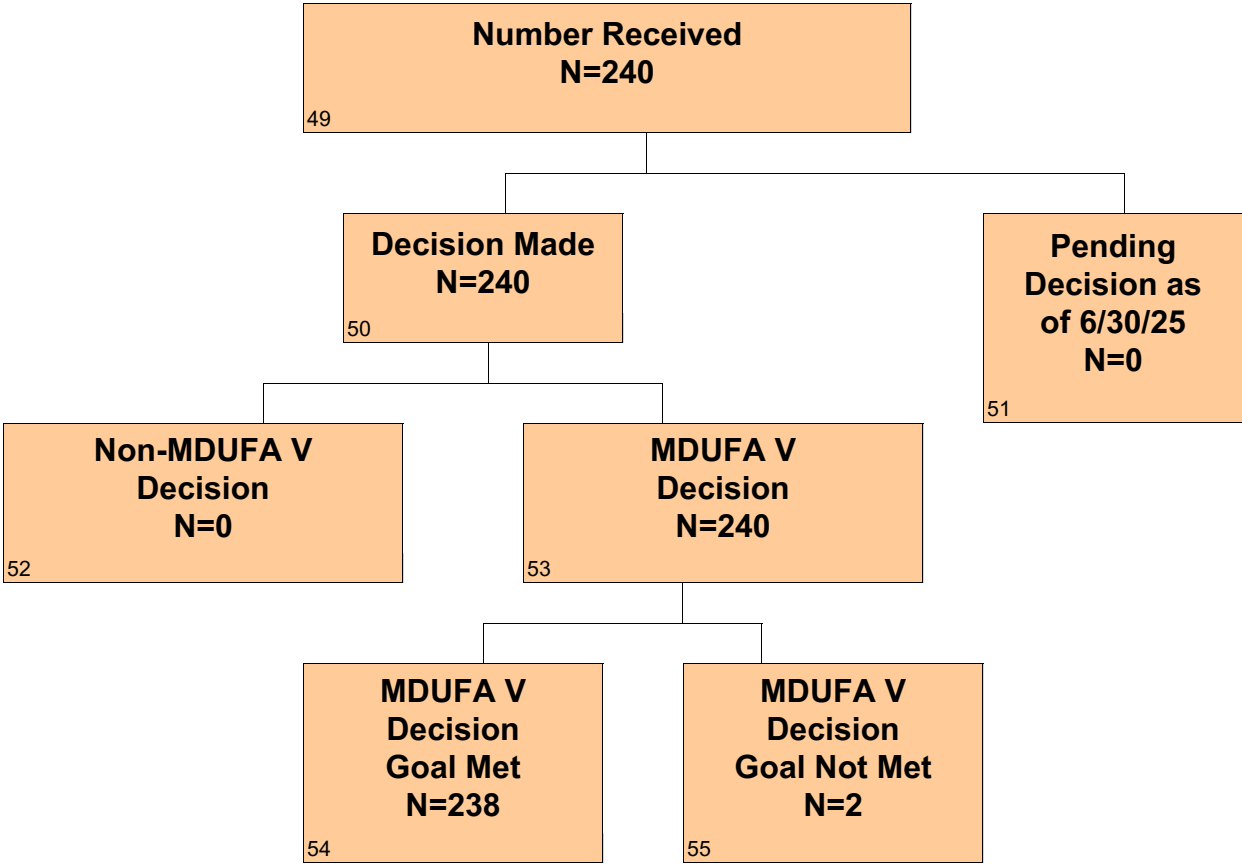 Number Received
N=240
49
Decision Made
N=240
50
Pending
Decision as
of 6/30/25
N=0
51
Non-MDUFA V
Decision
N=0
52
MDUFA V
Decision
N=240
53
MDUFA V
Decision
Goal Met
N=238
54
MDUFA V
Decision
Goal Not Met
N=2
55